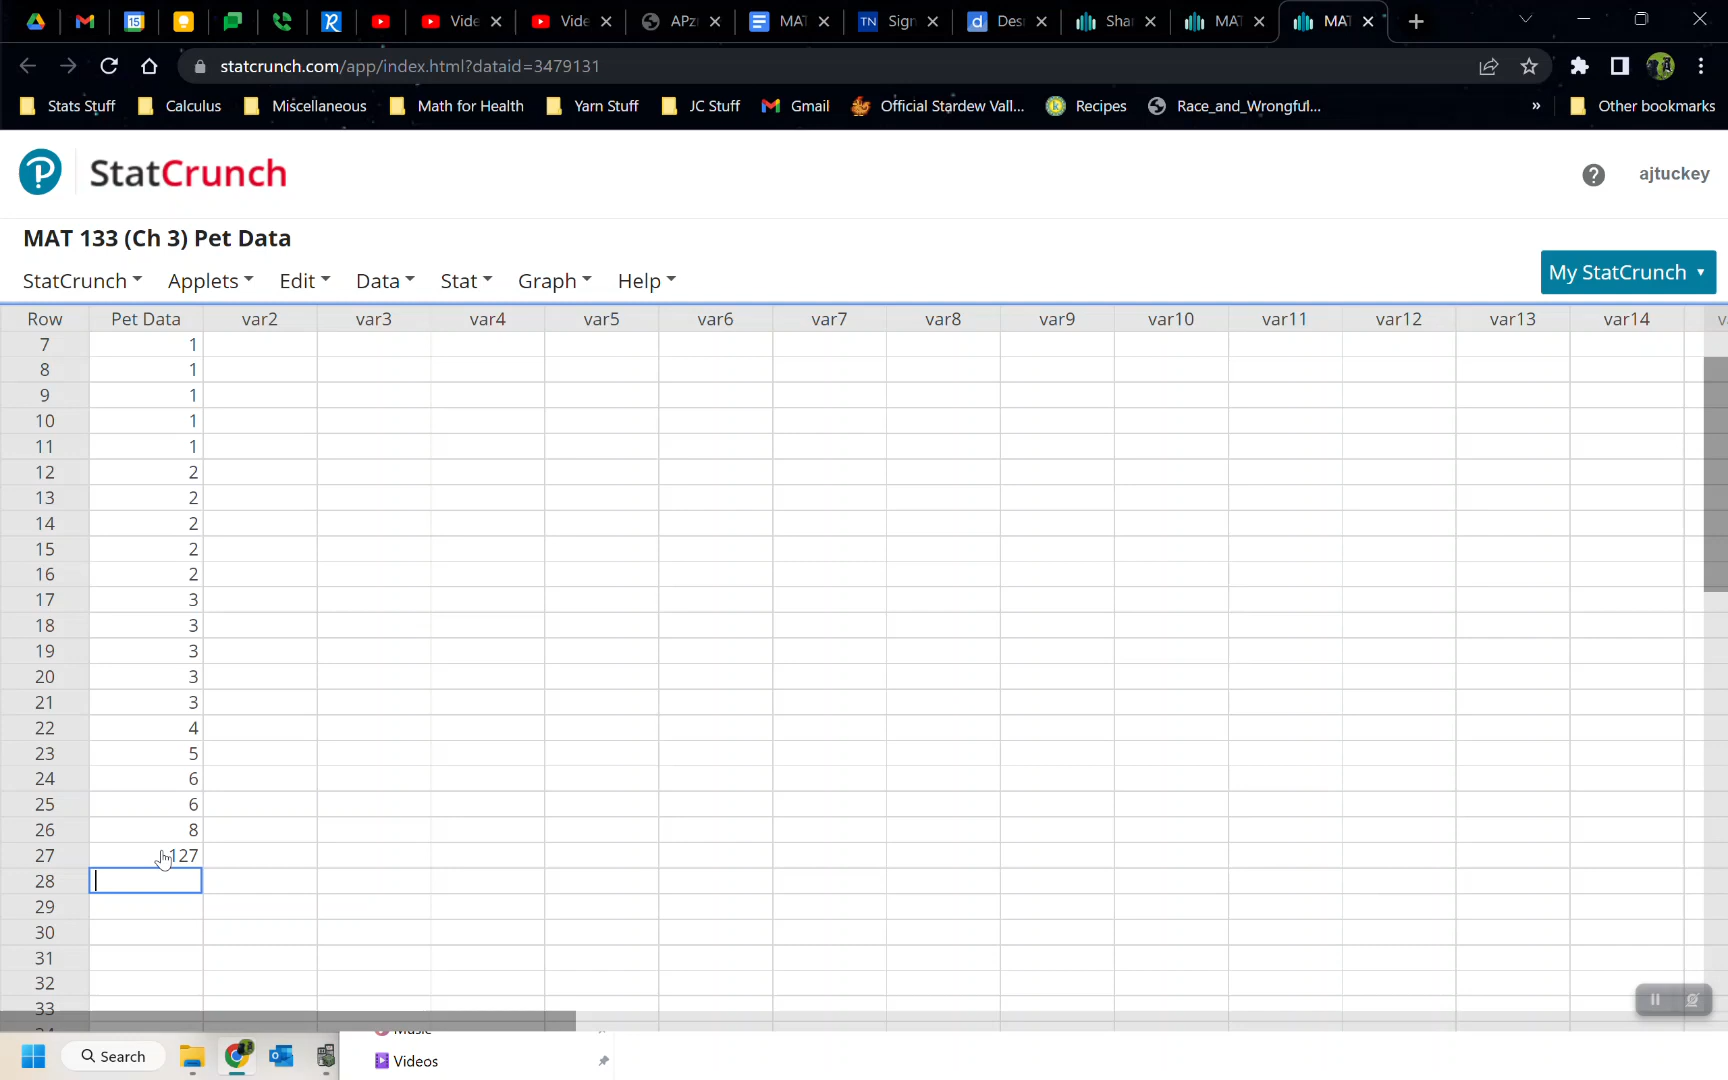 Vide
Vide
APz
MAT
TN Sign
d Desi
Sha
MAT
MAT
statcrunch.com/app/index.html?dataid=3479131
Stats Stuff Calculus Miscellaneous Math for Health Yarn Stuff JC Stuff Gmail Official Stardew Vall... Recipes Race_and_Wrongful... » Other bookmarks
StatCrunch
ajtuckey
MAT 133 (Ch 3) Pet Data
StatCrunch Applets Edit Data Stat Graph Help
My StatCrunch
Row Pet Data var2 var3 var4 var5 var6 var7 var8 var9 var10 var11 var12 var13 var14
7 1
8 1
9 1
10 1
11 1
12 2
13 2
14 2
15 2
16 2
17 3
18 3
19 3
20 3
21 3
22 4
23 5
24 6
25 6
26 8
27 127
28
29
30
31
32
33
Search
Videos